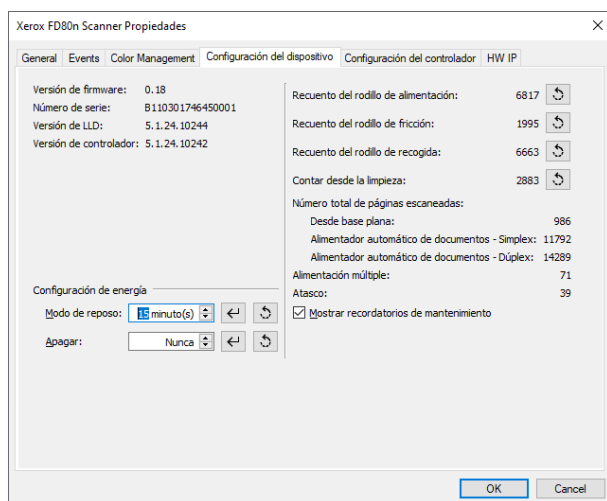 Xerox FD80n Scanner Propiedades
General Events Color Management Configuración del dispositivo Configuración del controlador HW IP
Versión de firmware: 0.18
Número de serie: B110301746450001
Versión de LLD: 5.1.24.10244
Versión de controlador: 5.1.24.10242
Configuración de energía
Modo de reposo: 15 minuto(s)
Apagar: Nunca
Recuento del rodillo de alimentación: 6817
Recuento del rodillo de fricción: 1995
Recuento del rodillo de recogida: 6663
Contar desde la limpieza: 2883
Número total de páginas escaneadas:
Desde base plana: 986
Alimentador automático de documentos - Simplex: 11792
Alimentador automático de documentos - Dúplex: 14289
Alimentación múltiple: 71
Atasco: 39
Mostrar recordatorios de mantenimiento
OK Cancel